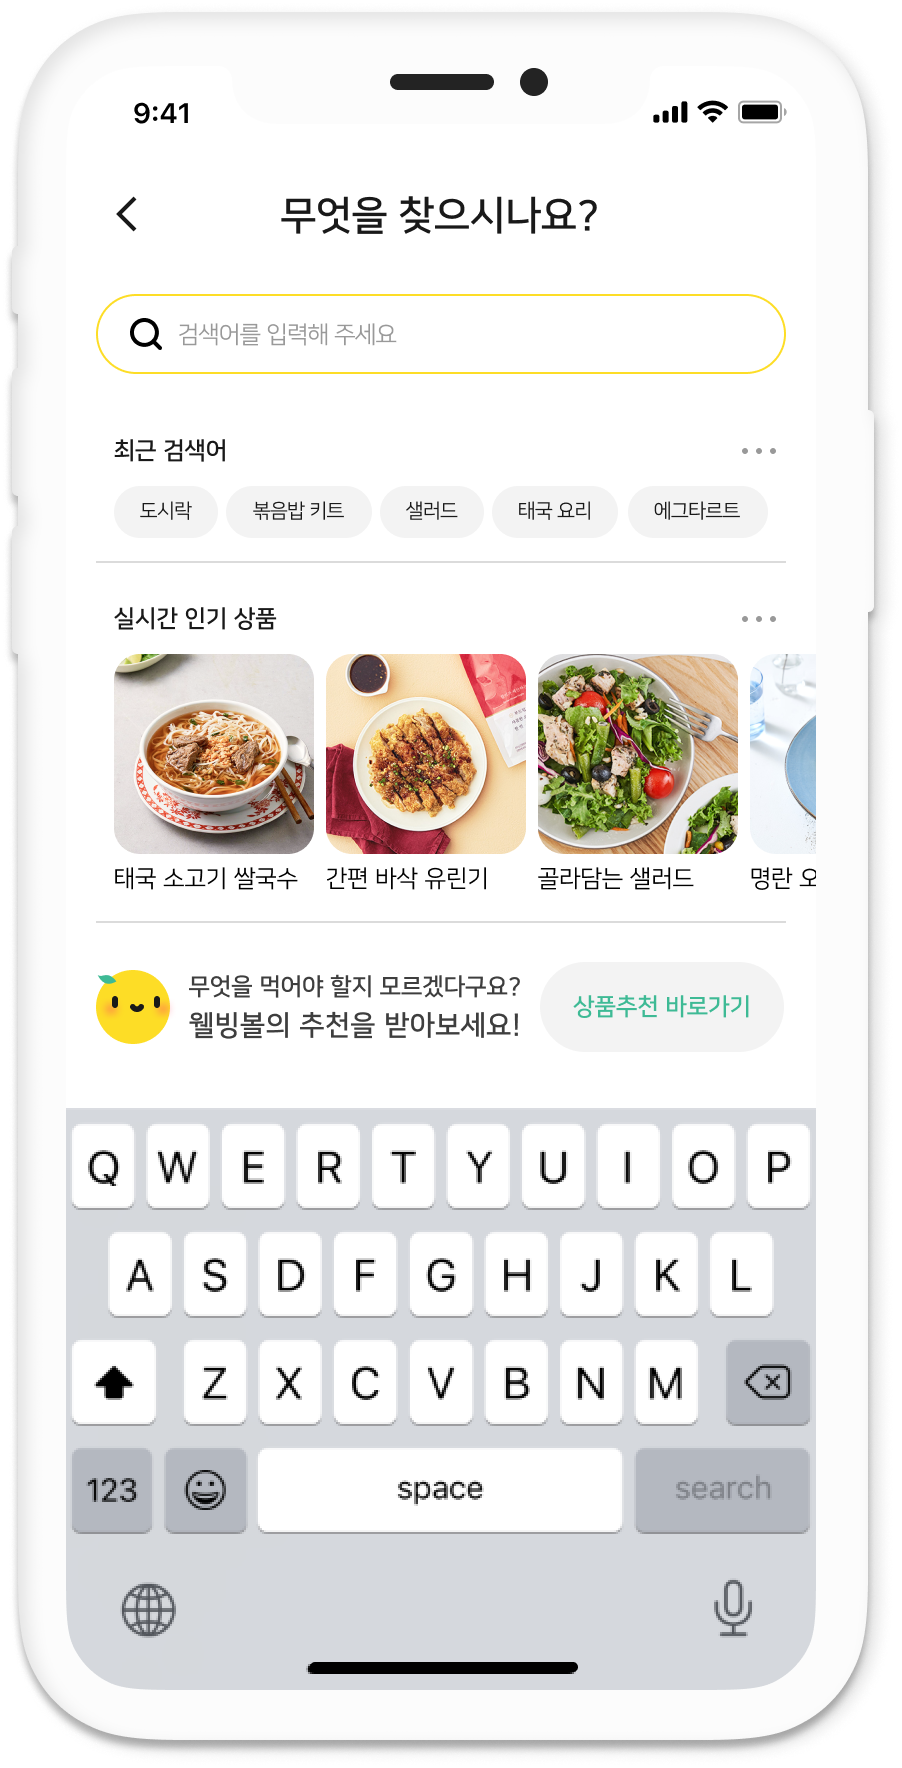 9:41
무엇을 찾으시나요?
검색어를 입력해 주세요
최근 검색어
도시락 볶음밥 키트 샐러드 태국 요리 에그타르트
실시간 인기 상품
태국 소고기 쌀국수 간편 바삭 유린기 골라담는 샐러드 명란 오
무엇을 먹어야 할지 모르겠다구요?
웰빙볼의 추천을 받아보세요!
상품추천 바로가기
Q W E R T Y U I O P
A S D F G H J K L
Z X C V B N M
123 space search